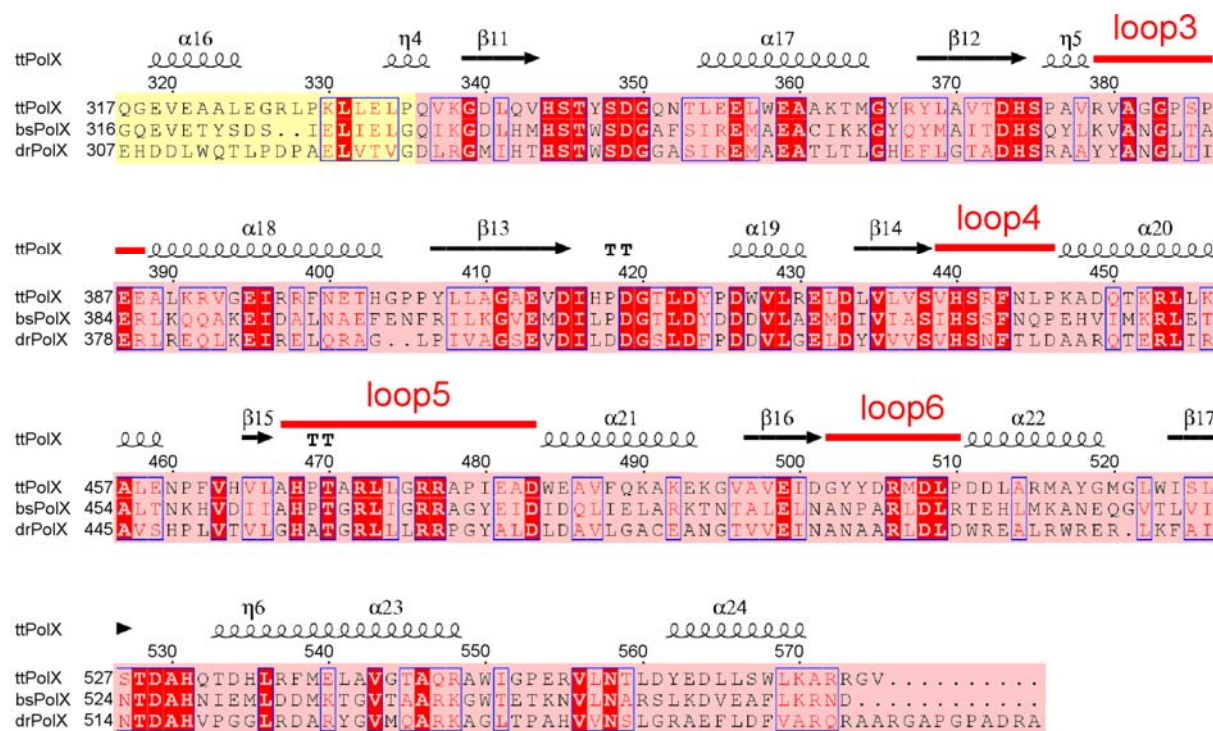 α16 η4 β11 α17 β12 η5 loop3
ttPolX
320 330 340 350 360 370 380
ttPolX 317 QGEVEAALEGRLPKLLELPQVKGDLQVHSTYSDGQNTLEELWEAAKTMGYRYLAVTDHSPAVRVAGGPSP
bsPolX 316 GQEVETYSDS..IELIELGQIKGDLHMHSTWSDGAFSIREMAEACIKKGYQYMAITDHSQYLKVANGLTA
drPolX 307 EHDDLWQTLPDPAELVTVGDLRGMIHTHSTWSDGGASIREMAEATLTLGHEFLGTADHSRAAYYANGLTI
α18 β13 TT α19 β14 loop4 α20
ttPolX
390 400 410 420 430 440 450
ttPolX 387 EEALKRVGEIRRFNETHGPPYLLAGAEVDIHPDGTLDYPDWVLRELDLVLVSVHSRFNLPKADQTKRLLK
bsPolX 384 ERLKQQAKEIDALNAEFENFRILKGVEMDILPDGTLDYDDDVLAEMDIVIASIHSSFNQPEHVIMKRLET
drPolX 378 ERLREQLKEIRELQRAG..LPIVAGSEVDILDDGSLDFPDDVLGELDYVVVSVHSNFTLDAARQTERLIR
β15 loop5 TT α21 β16 loop6 α22 β17
ttPolX
460 470 480 490 500 510 520
ttPolX 457 ALENPFVHVLAHPTARLLGRRAPIEADWEAVFQKAKEKGVAVEIDGYYDRMDLPDDLARMAYGMGLWISL
bsPolX 454 ALTNKHVDIIAHPTGRLIGRRAGYEIDIDQLIELARKTNTALELNANPARLDLRTEHLMKANEQGVTLVI
drPolX 445 AVSHPLVTVLGHATGRLLLRRPGYALDLDAVLGACEANGTVVEINANAARLDLDWREALRWRER.LKFAI
η6 α23 α24
ttPolX
530 540 550 560 570
ttPolX 527 STDAHQTDHLRFMELAVGTAQRAWIGPERVLNTLDYEDLLSWLKARRGV..........
bsPolX 524 NTDAHNIEMLDDMKTGVTAARKGWTETKNVLNARSLKDVEAFLKRND............
drPolX 514 NTDAHVPGGLRDARYGVMQARKAGLTPAHVVNSLGRAEFLDFVARQRAARGAPGPADRA